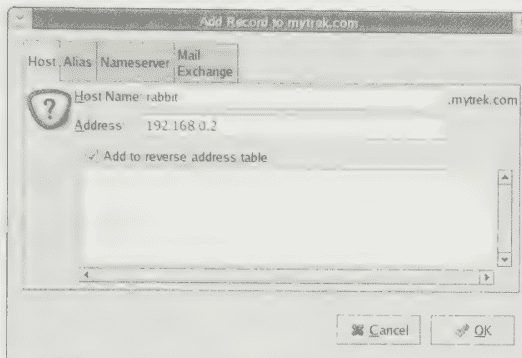 Add Record to mytrek.com
Host Alias Nameserver Mail Exchange
Host Name rabbit .mytrek.com
Address 192.168.0.2
Add to reverse address table
Cancel OK